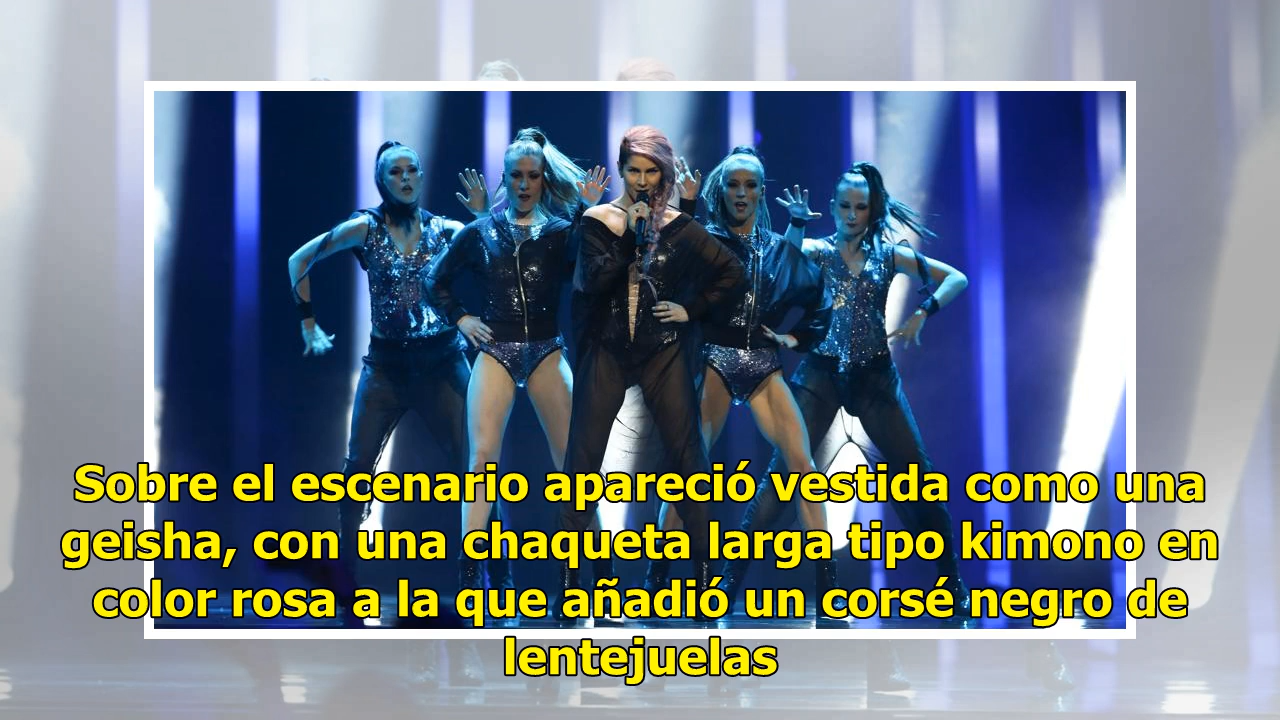 Sobre el escenario apareció vestida como una
geisha, con una chaqueta larga tipo kimono en
color rosa a la que añadió un corsé negro de
lentejuelas